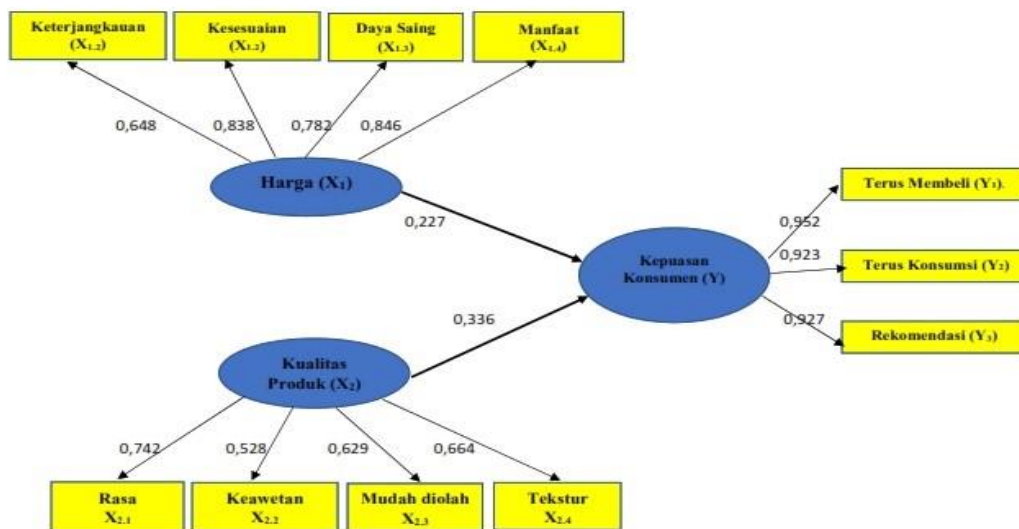 Keterjangkauan
(X₁.₂)
Kesesuaian
(X₁.₂)
Daya Saing
(X₁.₃)
Manfaat
(X₁.₄)
0,648
0,838
0,782
0,846
Harga (X₁)
0,227
Kepuasan
Konsumen (Y)
0,952
0,923
0,927
Terus Membeli (Y₁).
Terus Konsumsi (Y₂)
Rekomendasi (Y₃)
0,336
Kualitas
Produk (X₂)
0,742
0,528
0,629
0,664
Rasa
X₂.₁
Keawetan
X₂.₂
Mudah diolah
X₂.₃
Tekstur
X₂.₄